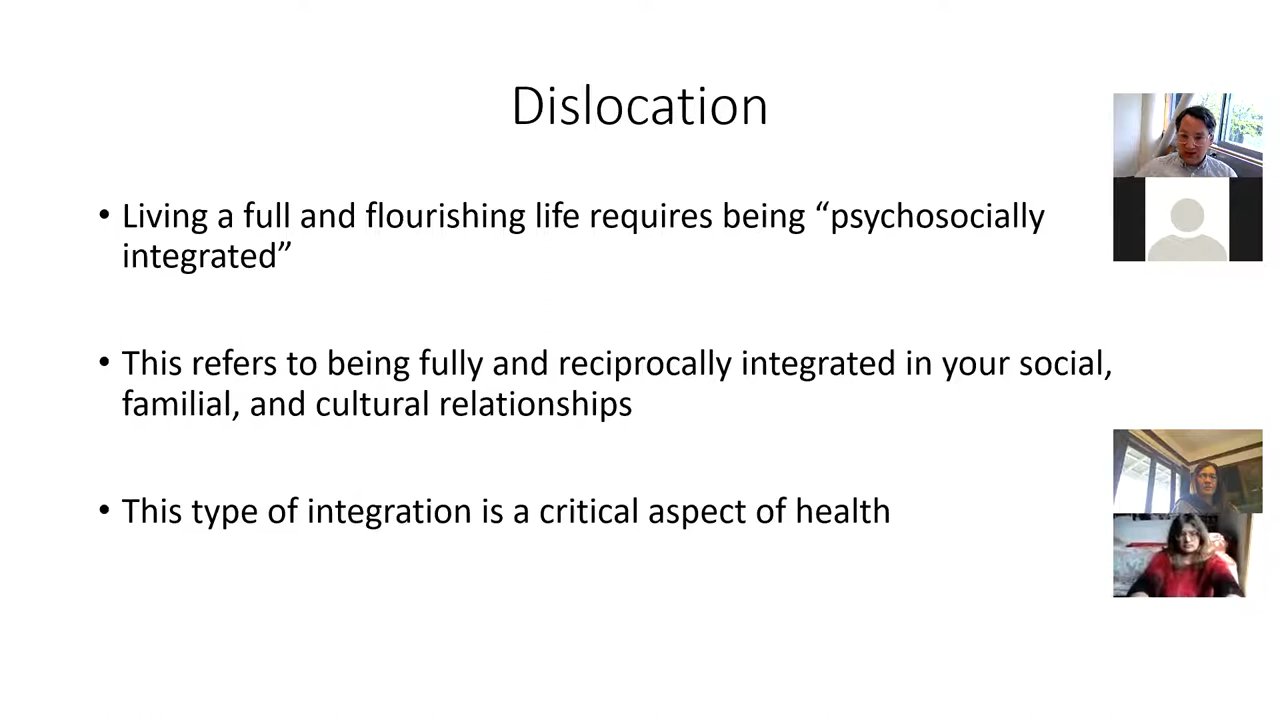 Dislocation
• Living a full and flourishing life requires being “psychosocially
integrated”
• This refers to being fully and reciprocally integrated in your social,
familial, and cultural relationships
• This type of integration is a critical aspect of health